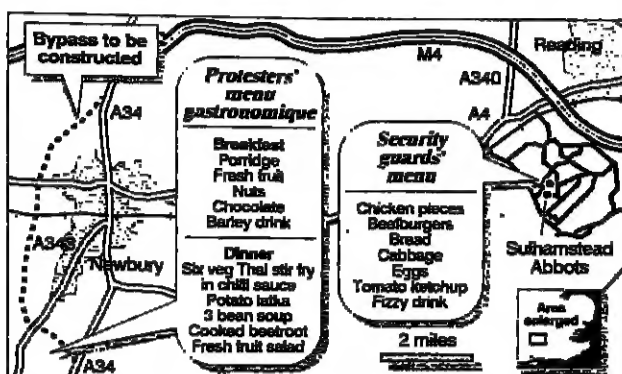 Bypass to be
constructed
A34
M4
Reading
A340
A4
Protesters'
menu
gastronomique
Breakfast
Porridge
Fresh fruit
Nuts
Chocolate
Barley drink
Dinner
Six veg Thai stir fry
in chilli sauce
Potato latka
3 bean soup
Cooked beetroot
Fresh fruit salad
Security
guards'
menu
Chicken pieces
Beefburgers
Bread
Cabbage
Eggs
Tomato ketchup
Fizzy drink
A343
Newbury
A34
Sulhamstead
Abbots
2 miles
Area
enlarged